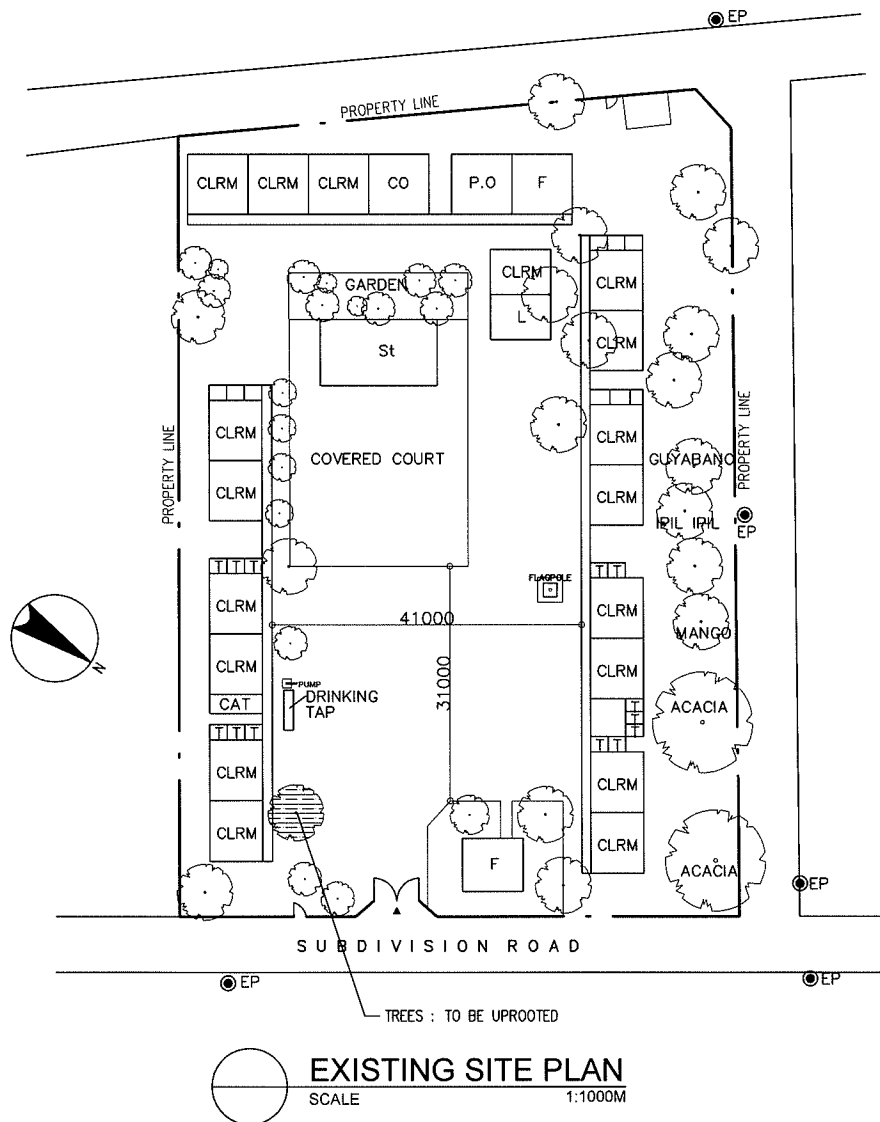 EP
PROPERTY LINE
CLRM CLRM CLRM CO P.O F
CLRM
CLRM
GARDEN
L
CLRM
St
PROPERTY LINE
CLRM
CLRM
COVERED COURT
GUYABANO
PROPERTY LINE
CLRM
CLRM
IPIL IPIL
EP
T T T
T T
FLAGPOLE
CLRM
CLRM
41000
MANGO
N
CLRM
CLRM
31000
PUMP
DRINKING
TAP
CAT
ACACIA
T
T
T
T T T
T T
CLRM
CLRM
CLRM
CLRM
F
ACACIA
EP
SUBDIVISION ROAD
EP
EP
TREES : TO BE UPROOTED
EXISTING SITE PLAN
SCALE 1:1000M